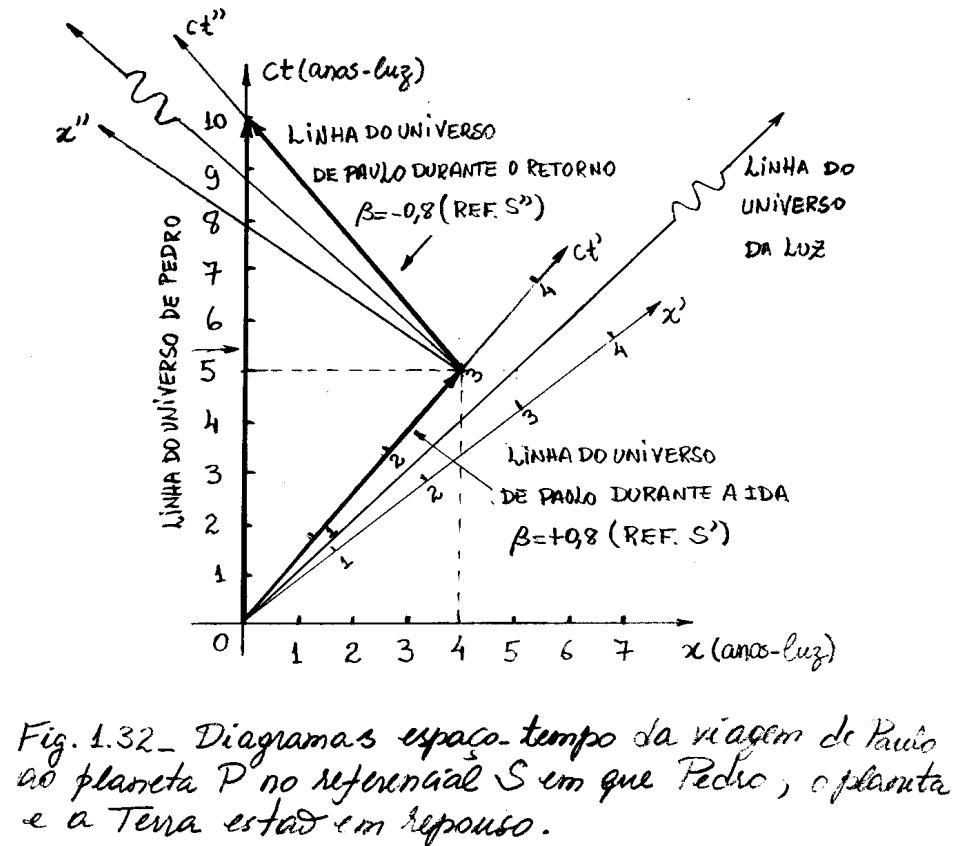 ct"
ct (anos-luz)
x"
10
9
8
7
6
5
4
3
2
1
0
LINHA DO UNIVERSO
DE PAULO DURANTE O RETORNO
β=-0,8 (REF. S")
LINHA DO
UNIVERSO
DA LUZ
LINHA DO UNIVERSO DE PEDRO
ct'
4
3
2
1
x'
4
3
2
1
LINHA DO UNIVERSO
DE PAULO DURANTE A IDA
β=+0,8 (REF. S')
1 2 3 4 5 6 7 x (anos-luz)
Fig. 1.32_ Diagramas espaço-tempo da viagem de Paulo
ao planeta P no referencial S em que Pedro, o planeta
e a Terra estão em repouso.